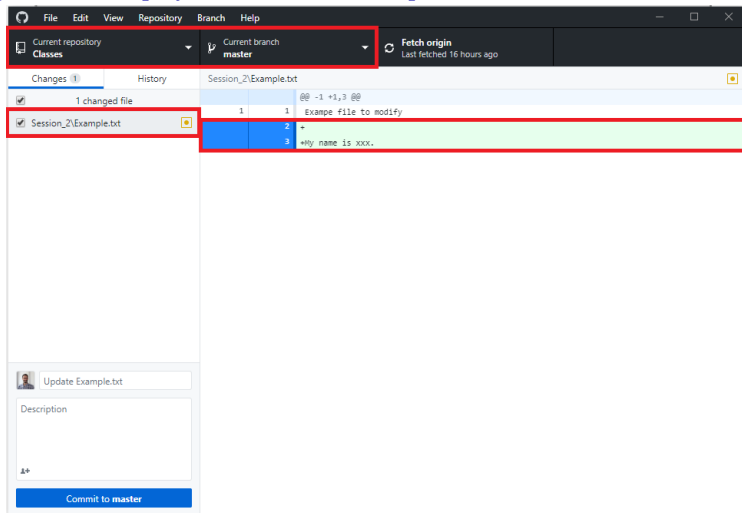 File Edit View Repository Branch Help
Current repository
Classes
Current branch
master
Fetch origin
Last fetched 16 hours ago
Changes 1
History
Session_2\Example.txt
1 changed file
Session_2\Example.txt
@@ -1 +1,3 @@
1 1 Exampe file to modify
2 +
3 +My name is xxx.
Update Example.txt
Description
Commit to master